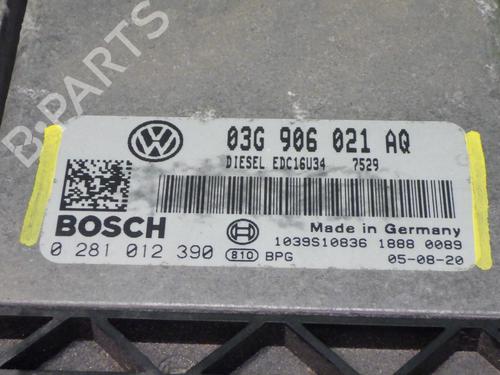 B-PARTS
03G 906 021 AQ
DIESEL EDC16U34 7529
BOSCH
Made in Germany
0 281 012 390
810
BPG
1039S10836 1888 0089
05-08-20